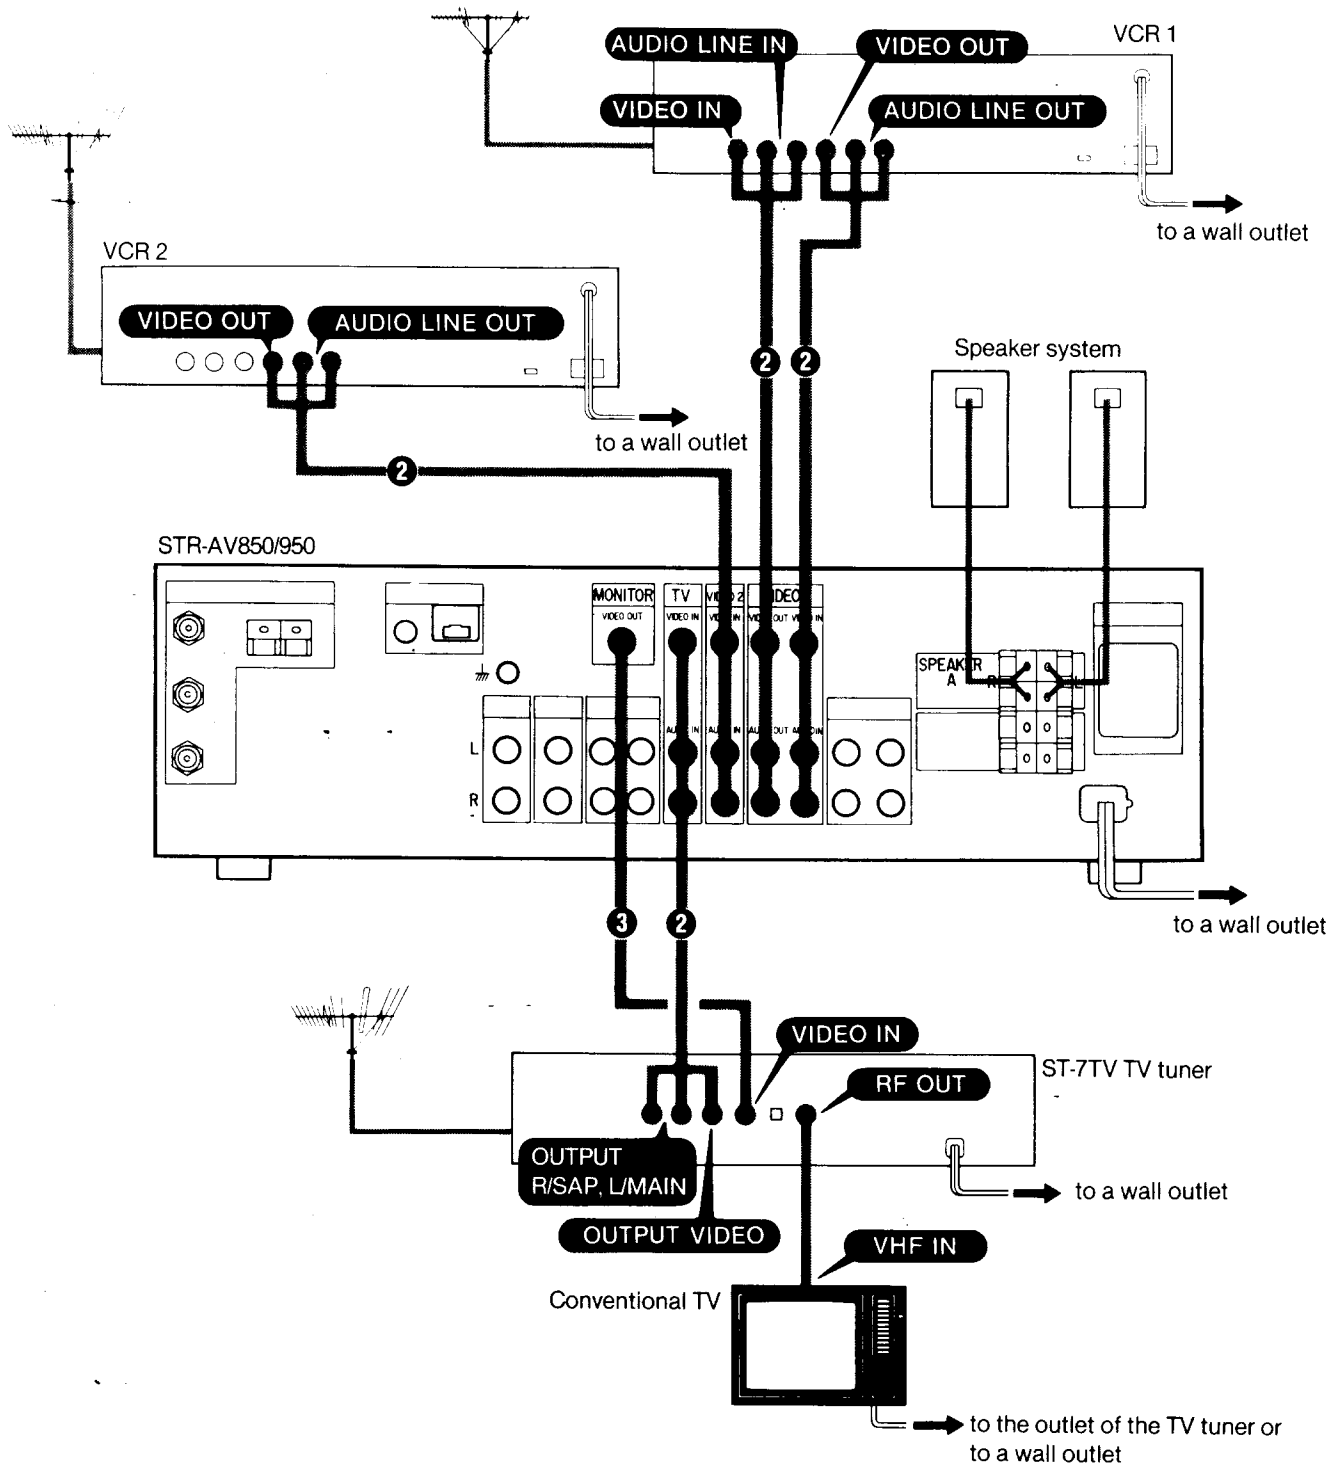 VCR 1
AUDIO LINE IN
VIDEO OUT
VIDEO IN
AUDIO LINE OUT
to a wall outlet
VCR 2
VIDEO OUT
AUDIO LINE OUT
to a wall outlet
2
2
2
Speaker system
STR-AV850/950
MONITOR
VIDEO OUT
TV
VIDEO IN
SPEAKER
A
R
L
L
R
to a wall outlet
3
2
VIDEO IN
RF OUT
ST-7TV TV tuner
OUTPUT
R/SAP, L/MAIN
OUTPUT VIDEO
to a wall outlet
VHF IN
Conventional TV
to the outlet of the TV tuner or
to a wall outlet